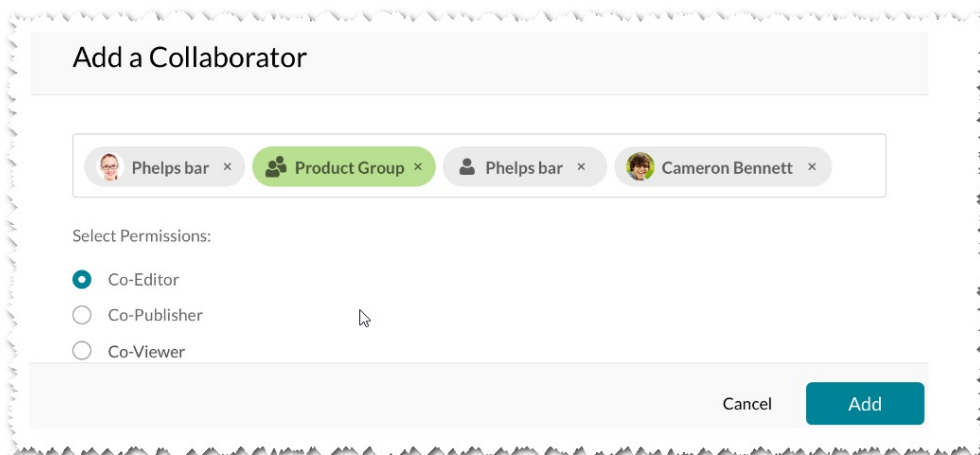 Add a Collaborator
Phelps bar × Product Group × Phelps bar × Cameron Bennett ×
Select Permissions:
Co-Editor
Co-Publisher
Co-Viewer
Cancel Add